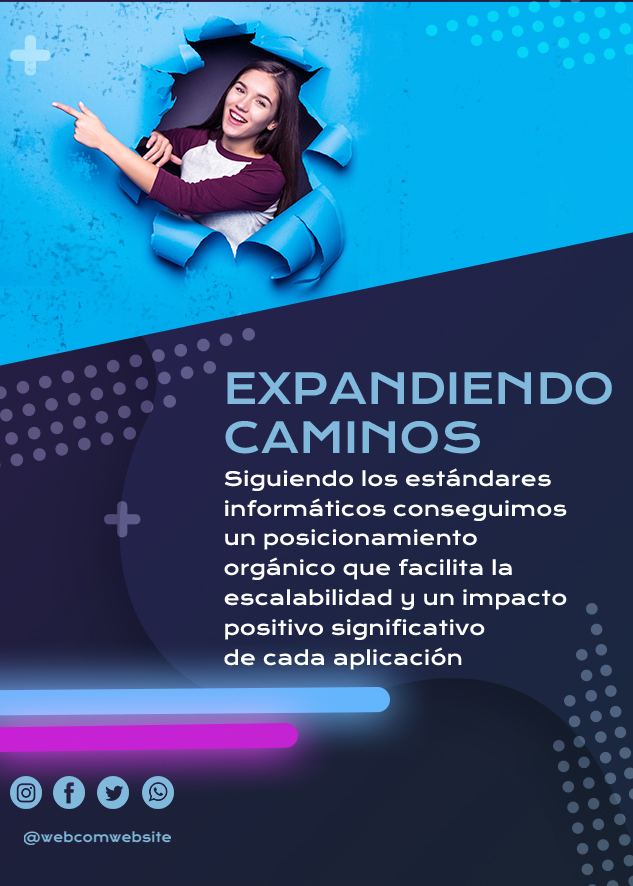 EXPANDIENDO
CAMINOS
Siguiendo los estándares
informáticos conseguimos
un posicionamiento
orgánico que facilita la
escalabilidad y un impacto
positivo significativo
de cada aplicación
@webcomwebsite